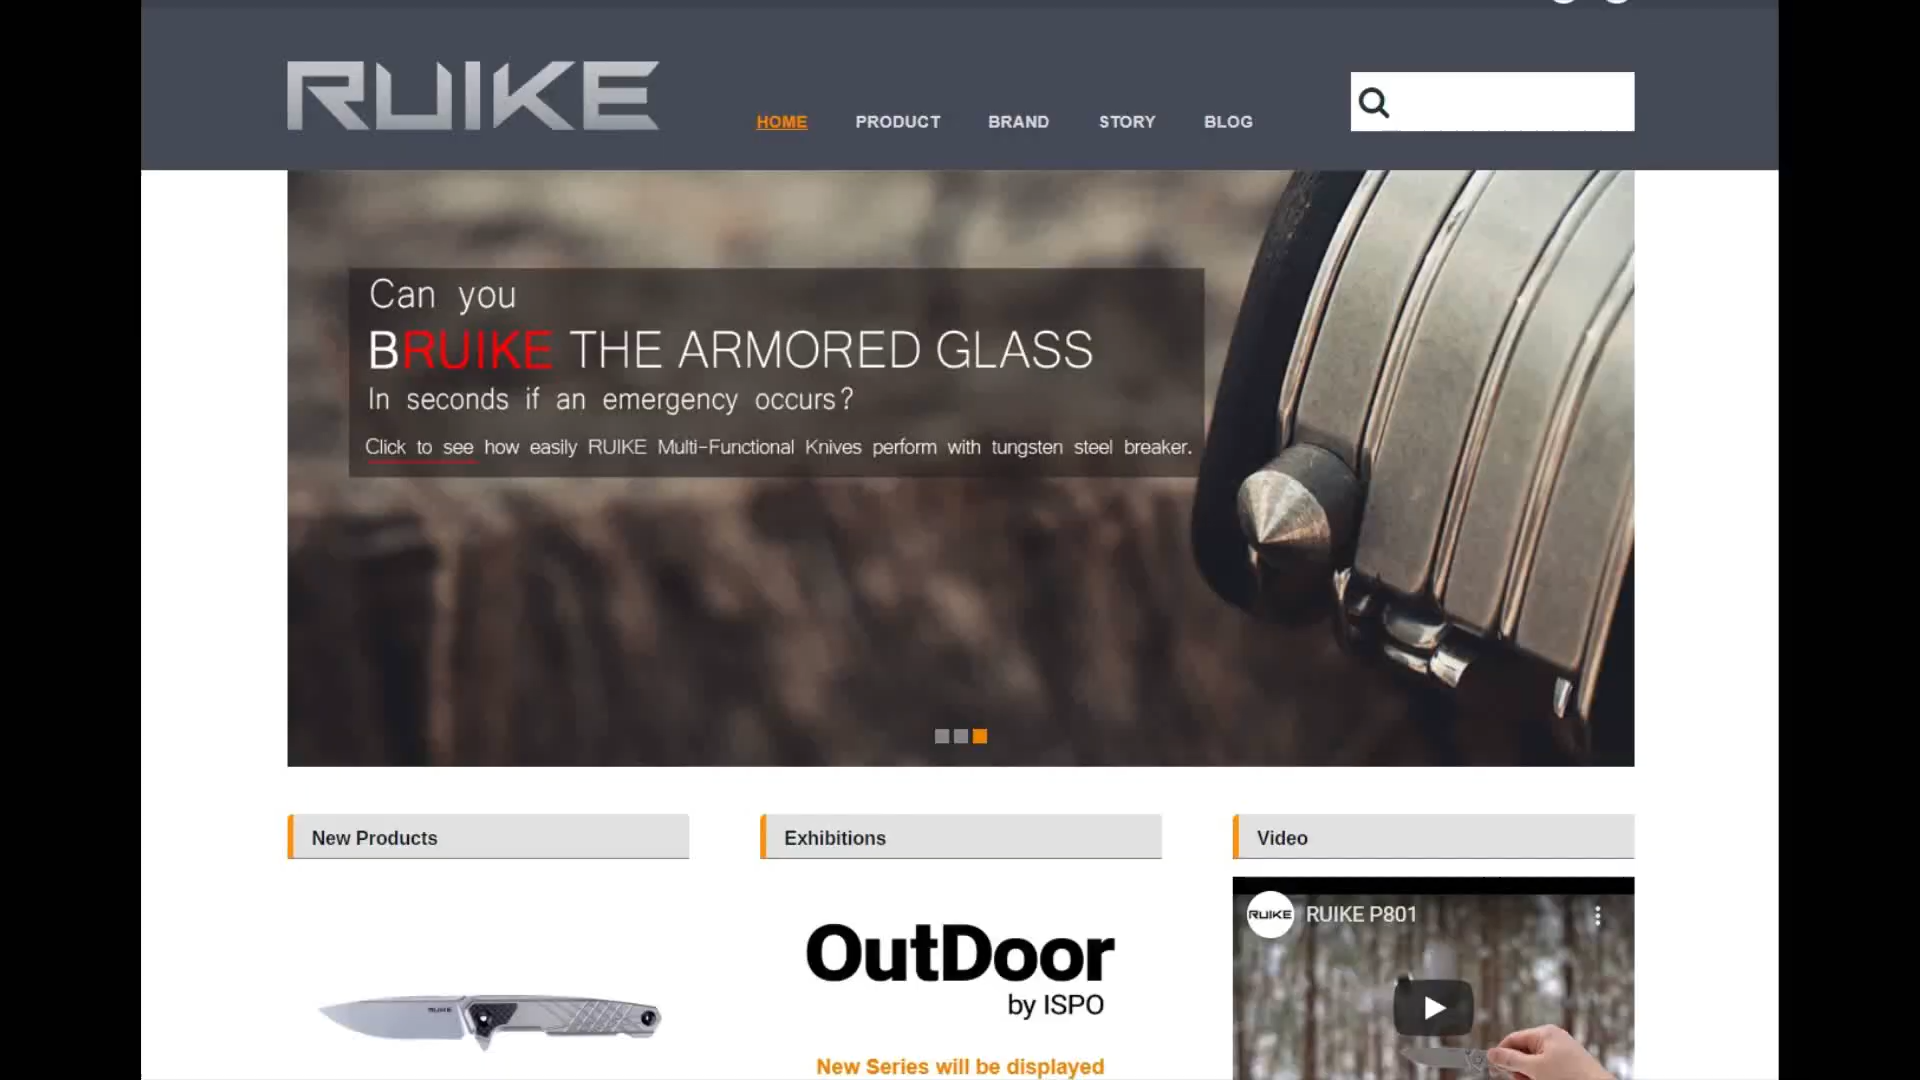 RUIKE
HOME PRODUCT BRAND STORY BLOG
Can you
BRUIKE THE ARMORED GLASS
In seconds if an emergency occurs?
Click to see how easily RUIKE Multi-Functional Knives perform with tungsten steel breaker.
New Products
Exhibitions
Video
RUIKE
OutDoor
by ISPO
New Series will be displayed
RUIKE
RUIKE P801